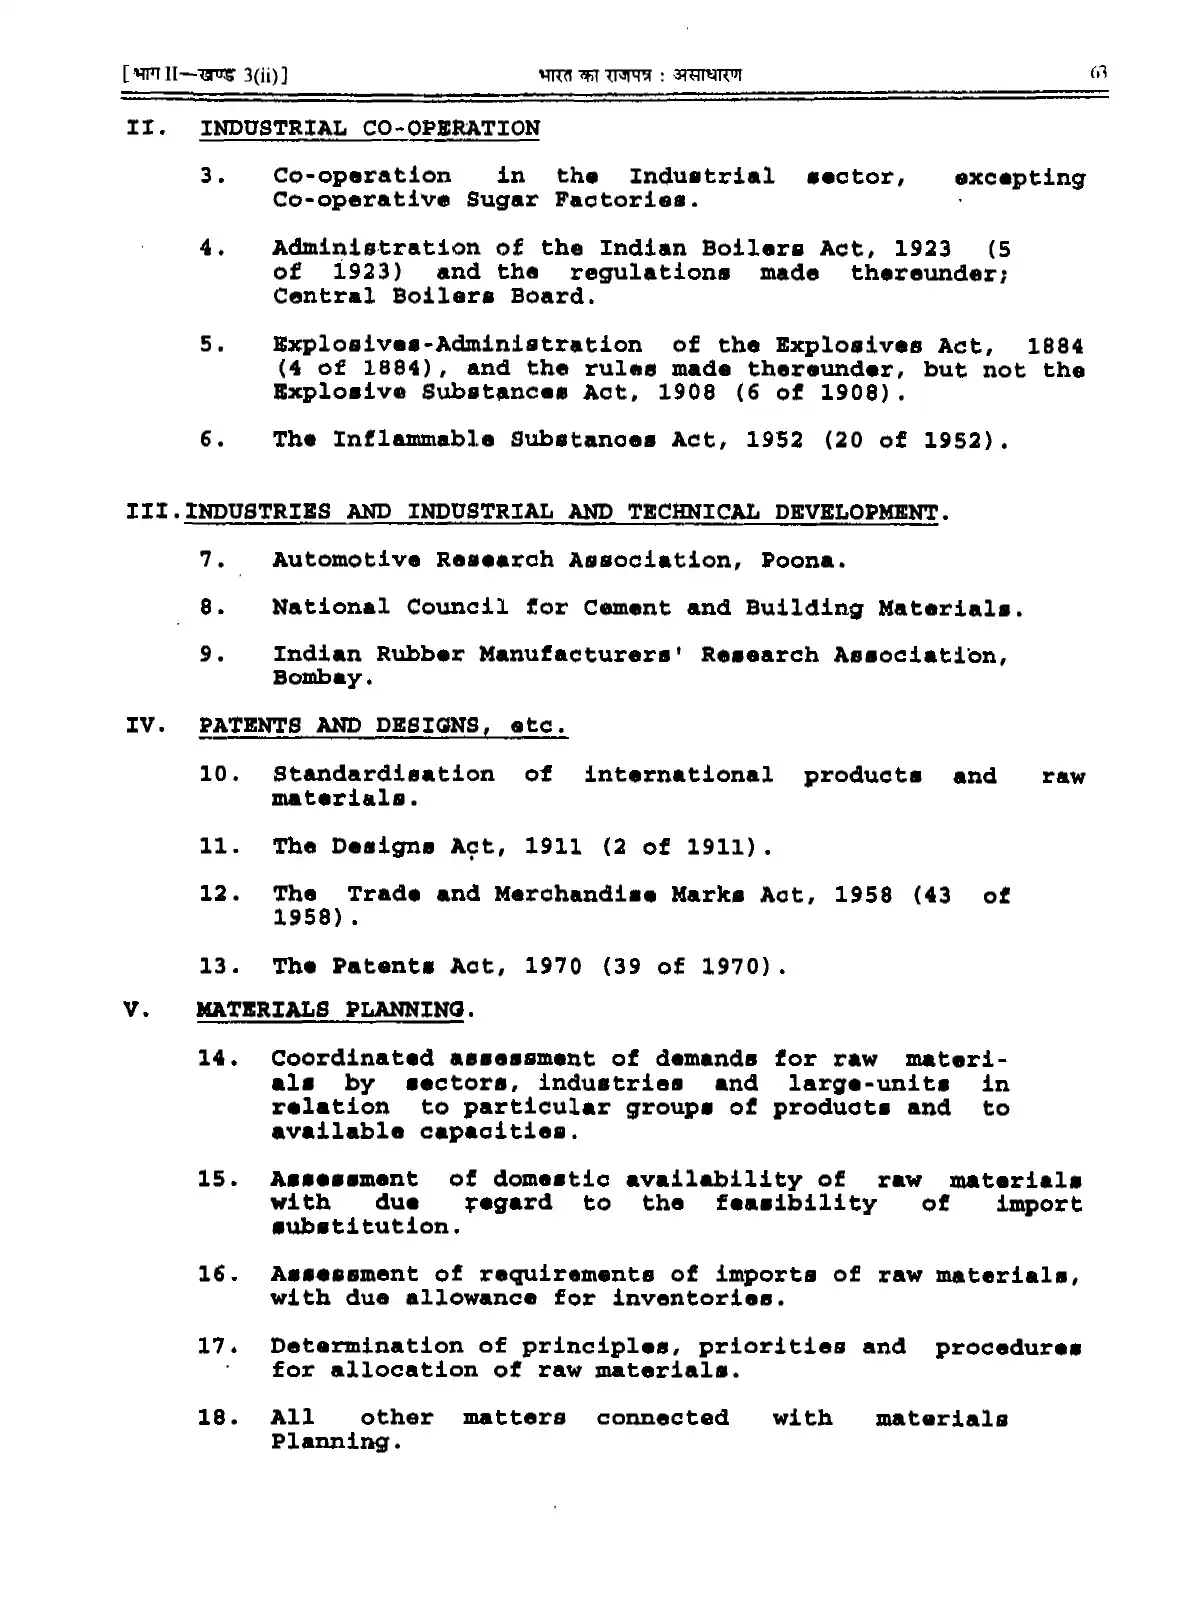 [भाग II—खण्ड 3(ii)] भारत का राजपत्र : असाधारण 63
II. INDUSTRIAL CO-OPERATION
3. Co-operation in the Industrial sector, excepting
Co-operative Sugar Factories.
4. Administration of the Indian Boilers Act, 1923 (5
of 1923) and the regulations made thereunder;
Central Boilers Board.
5. Explosives-Administration of the Explosives Act, 1884
(4 of 1884), and the rules made thereunder, but not the
Explosive Substances Act, 1908 (6 of 1908).
6. The Inflammable Substances Act, 1952 (20 of 1952).
III.INDUSTRIES AND INDUSTRIAL AND TECHNICAL DEVELOPMENT.
7. Automotive Research Association, Poona.
8. National Council for Cement and Building Materials.
9. Indian Rubber Manufacturers' Research Association,
Bombay.
IV. PATENTS AND DESIGNS, etc.
10. Standardisation of international products and raw
materials.
11. The Designs Act, 1911 (2 of 1911).
12. The Trade and Merchandise Marks Act, 1958 (43 of
1958).
13. The Patents Act, 1970 (39 of 1970).
V. MATERIALS PLANNING.
14. Coordinated assessment of demands for raw materi-
als by sectors, industries and large-units in
relation to particular groups of products and to
available capacities.
15. Assessment of domestic availability of raw materials
with due regard to the feasibility of import
substitution.
16. Assessment of requirements of imports of raw materials,
with due allowance for inventories.
17. Determination of principles, priorities and procedures
for allocation of raw materials.
18. All other matters connected with materials
Planning.